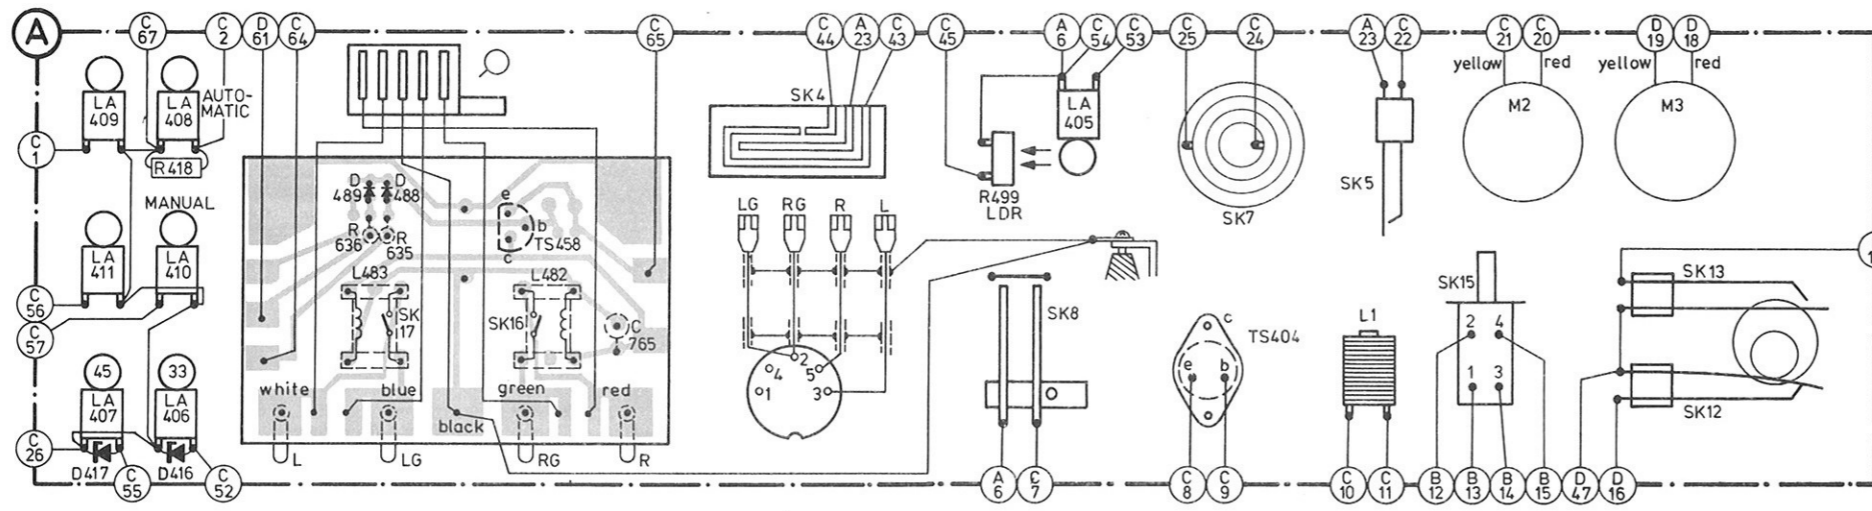 A
C
67
C
2
D
61
C
64
C
65
C
44
A
23
C
43
C
45
A
6
C
54
C
53
C
25
C
24
A
23
C
22
C
21
C
20
D
19
D
18
yellow
red
yellow
red
LA
409
LA
408
AUTO-
MATIC
C
1
R418
SK4
LA
405
M2
M3
D
489
D
488
R499
LDR
SK5
SK7
MANUAL
LG
RG
R
L
e
b
c
TS458
R
636
R
635
LA
411
LA
410
L483
L482
SK
17
SK16
C
765
C
56
C
57
SK8
c
e
b
TS404
L1
SK15
2
4
1
3
SK13
SK12
1
45
33
LA
407
LA
406
white
blue
green
red
black
2
4
5
1
3
C
26
D417
D416
C
55
C
52
L
LG
RG
R
A
6
C
7
C
8
C
9
C
10
C
11
B
12
B
13
B
14
B
15
D
47
D
16